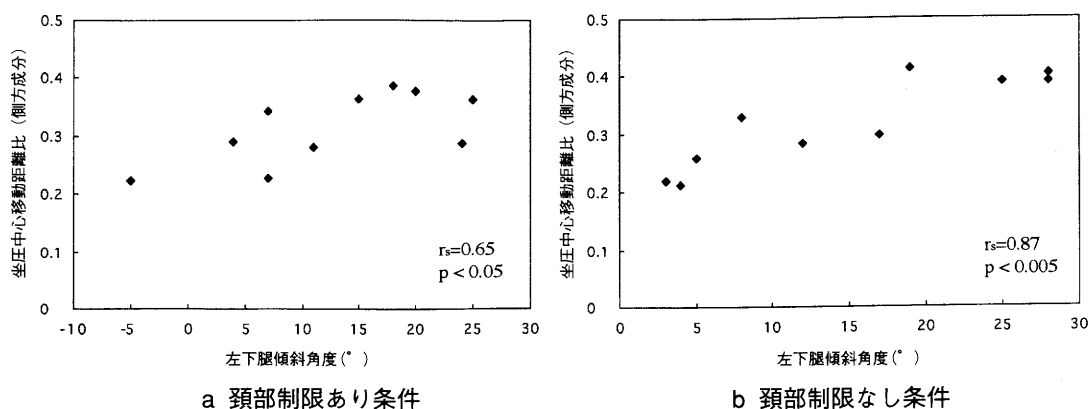 坐圧中心移動距離比（側方成分）
0.5
0.4
0.3
0.2
0.1
0
-10 -5 0 5 10 15 20 25 30
rs=0.65
p＜0.05
左下腿傾斜角度(°)
a 頚部制限あり条件
坐圧中心移動距離比（側方成分）
0.5
0.4
0.3
0.2
0.1
0
0 5 10 15 20 25 30
rs=0.87
p＜0.005
左下腿傾斜角度(°)
b 頚部制限なし条件